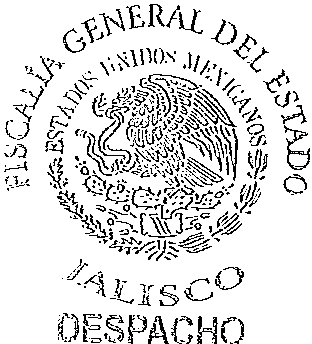 FISCALÍA GENERAL DEL ESTADO
ESTADOS UNIDOS MEXICANOS
JALISCO
DESPACHO